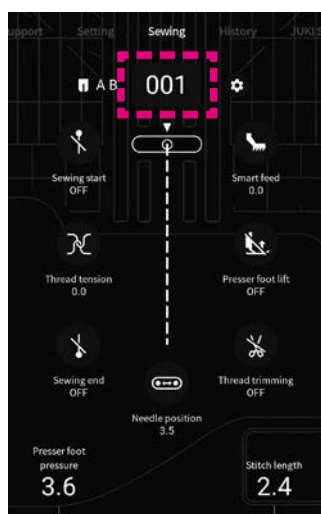 upport Setting Sewing History JUKI S
A B 001
Sewing start
OFF
Smart feed
0.0
Thread tension
0.0
Presser foot lift
OFF
Sewing end
OFF
Thread trimming
OFF
Needle position
3.5
Presser foot
pressure
3.6
Stitch length
2.4